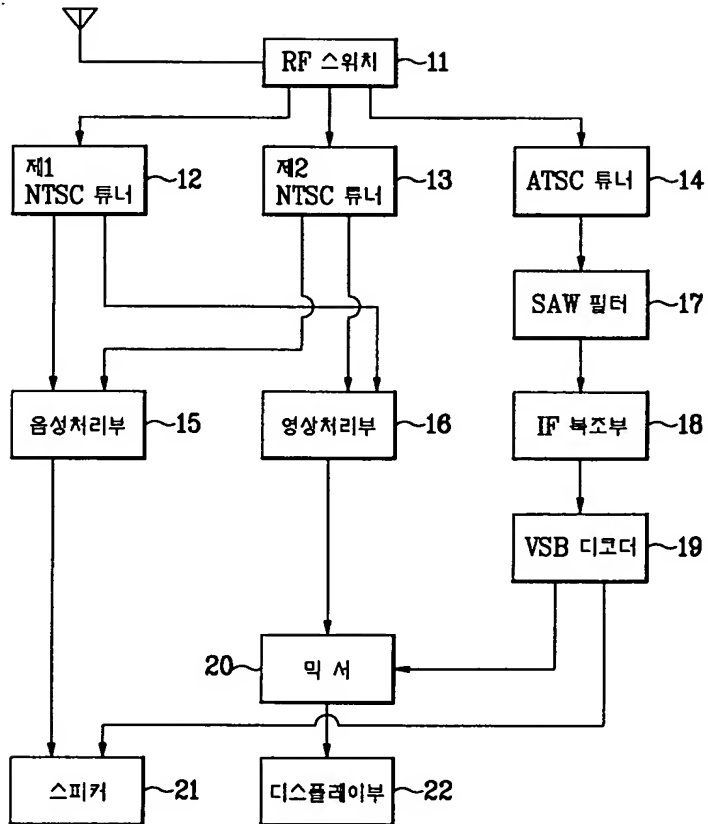 RF 스위치
11
제1
NTSC 튜너
12
제2
NTSC 튜너
13
ATSC 튜너
14
SAW 필터
17
음성처리부
15
영상처리부
16
IF 복조부
18
VSB 디코더
19
20
믹 서
스피커
21
디스플레이부
22